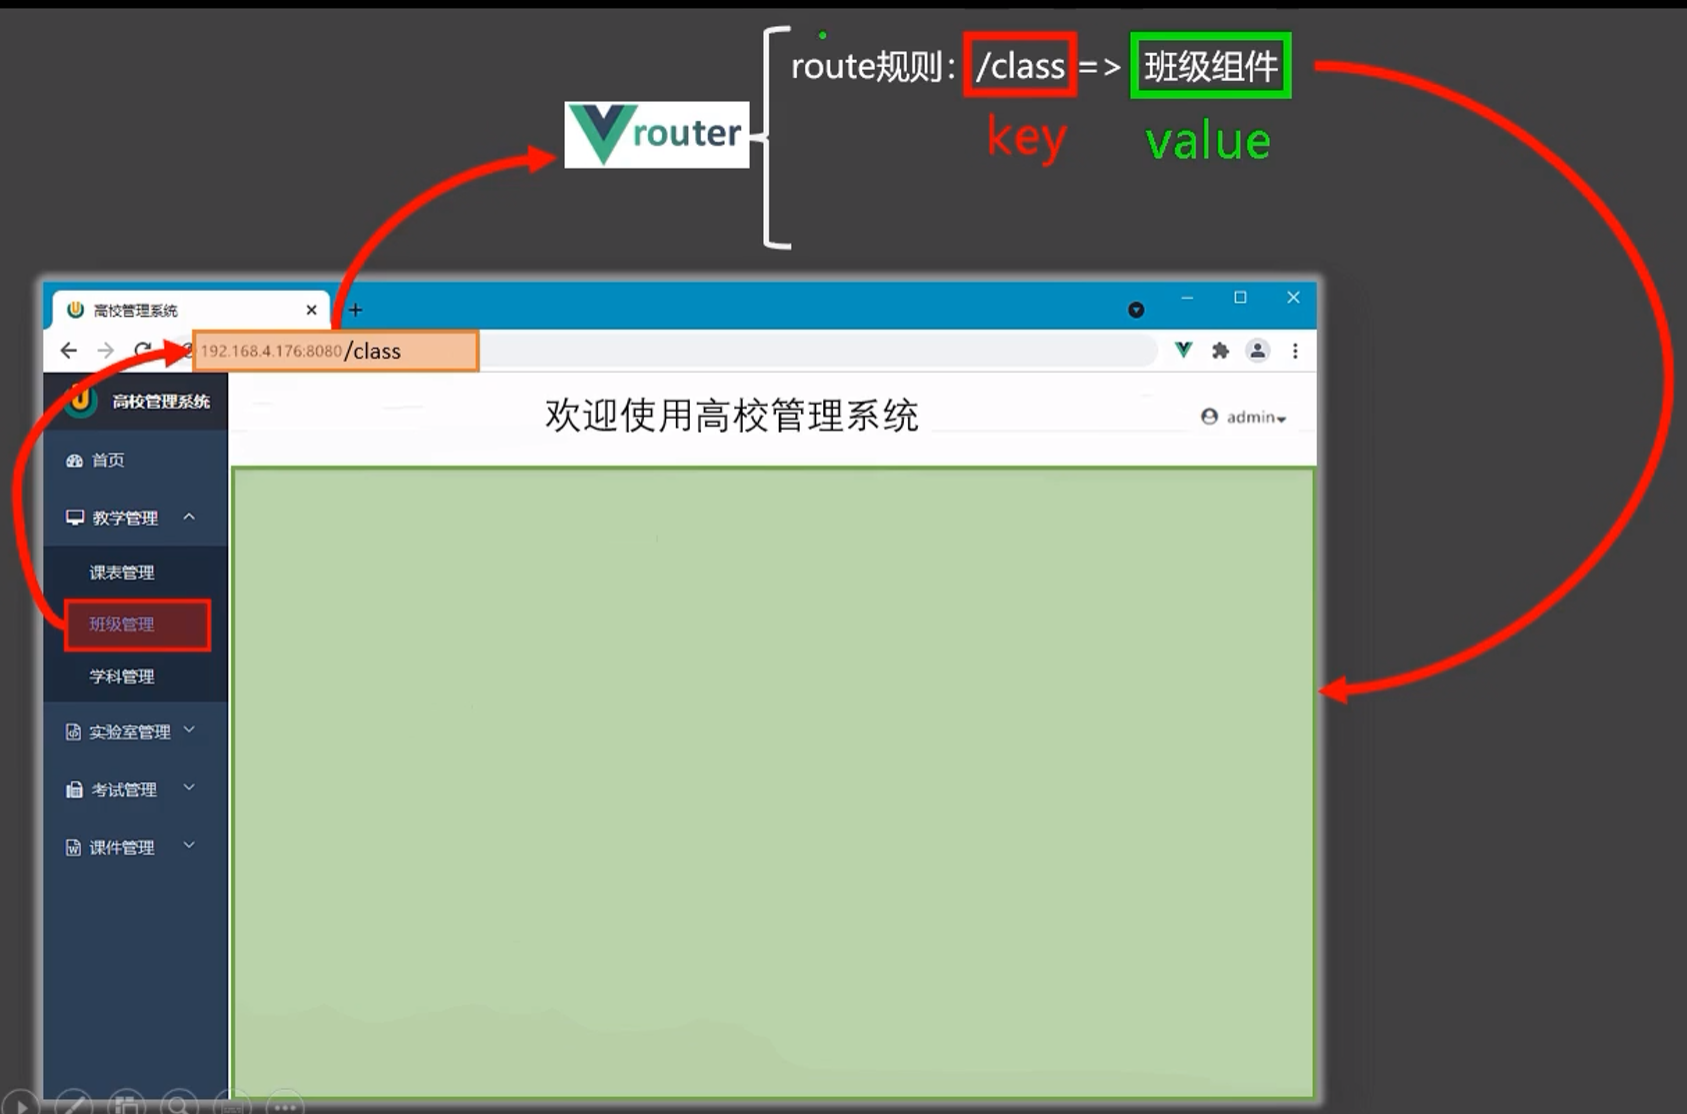 route规则：/class=> 班级组件
key
value
router
高校管理系统
192.168.4.176:8080/class
高校管理系统
欢迎使用高校管理系统
admin
首页
教学管理
课表管理
班级管理
学科管理
实验室管理
考试管理
课件管理